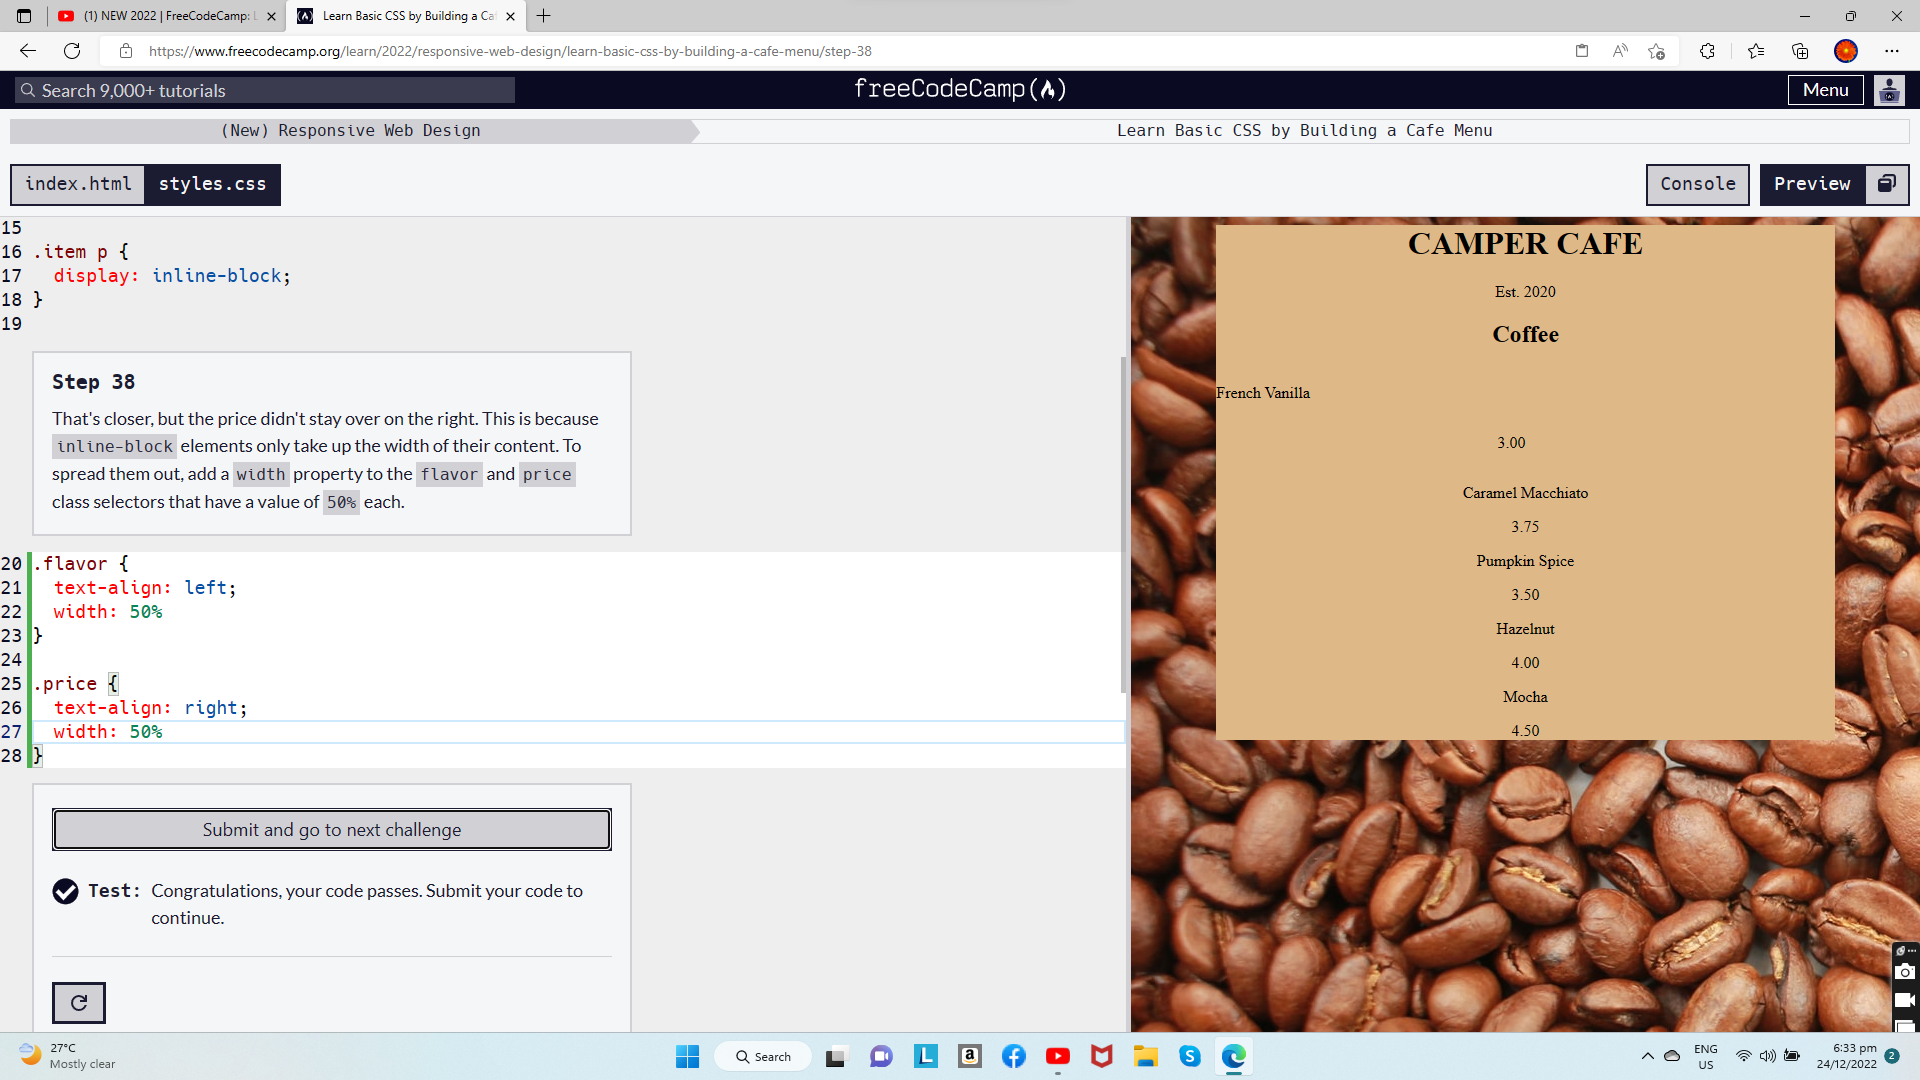 (1) NEW 2022 | FreeCodeCamp:
Learn Basic CSS by Building a Ca
https://www.freecodecamp.org/learn/2022/responsive-web-design/learn-basic-css-by-building-a-cafe-menu/step-38
Search 9,000+ tutorials
freeCodeCamp
Menu
(New) Responsive Web Design
Learn Basic CSS by Building a Cafe Menu
index.html
styles.css
Console
Preview
15
16 .item p {
17 display: inline-block;
18 }
19
Step 38
That's closer, but the price didn't stay over on the right. This is because
inline-block elements only take up the width of their content. To
spread them out, add a width property to the flavor and price
class selectors that have a value of 50% each.
20 .flavor {
21 text-align: left;
22 width: 50%
23 }
24
25 .price {
26 text-align: right;
27 width: 50%
28 }
Submit and go to next challenge
Test: Congratulations, your code passes. Submit your code to
continue.
CAMPER CAFE
Est. 2020
Coffee
French Vanilla
3.00
Caramel Macchiato
3.75
Pumpkin Spice
3.50
Hazelnut
4.00
Mocha
4.50
27°C
Mostly clear
Search
ENG
US
6:33 pm
24/12/2022
2